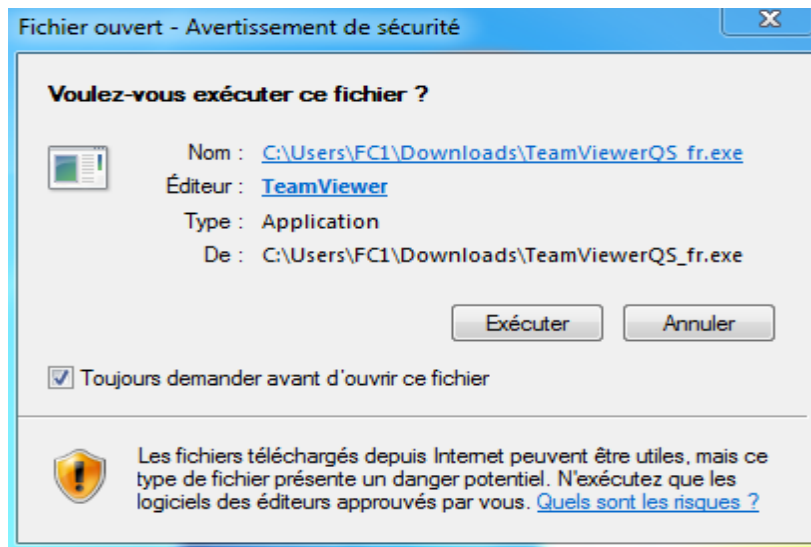 Fichier ouvert - Avertissement de sécurité
Voulez-vous exécuter ce fichier ?
Nom : C:\Users\FC1\Downloads\TeamViewerQS_fr.exe
Éditeur : TeamViewer
Type : Application
De : C:\Users\FC1\Downloads\TeamViewerQS_fr.exe
Exécuter Annuler
Toujours demander avant d'ouvrir ce fichier
Les fichiers téléchargés depuis Internet peuvent être utiles, mais ce
type de fichier présente un danger potentiel. N'exécutez que les
logiciels des éditeurs approuvés par vous. Quels sont les risques ?